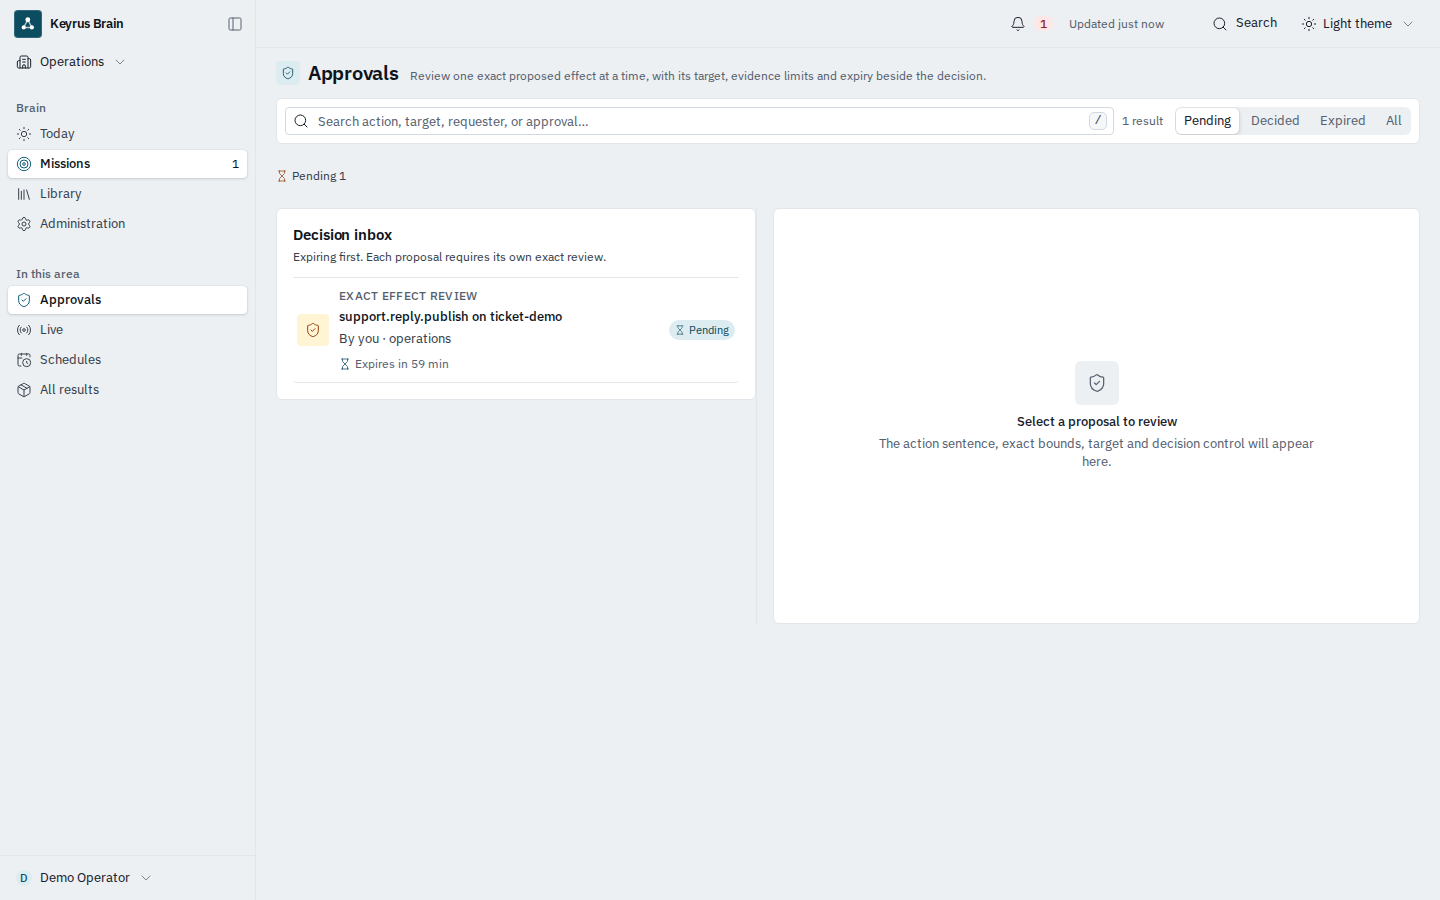 Keyrus Brain
Operations
Brain
Today
Missions 1
Library
Administration
In this area
Approvals
Live
Schedules
All results
D Demo Operator
1 Updated just now Search Light theme
Approvals Review one exact proposed effect at a time, with its target, evidence limits and expiry beside the decision.
Search action, target, requester, or approval... / 1 result Pending Decided Expired All
Pending 1
Decision inbox
Expiring first. Each proposal requires its own exact review.
EXACT EFFECT REVIEW
support.reply.publish on ticket-demo
By you · operations
Expires in 59 min
Pending
Select a proposal to review
The action sentence, exact bounds, target and decision control will appear
here.